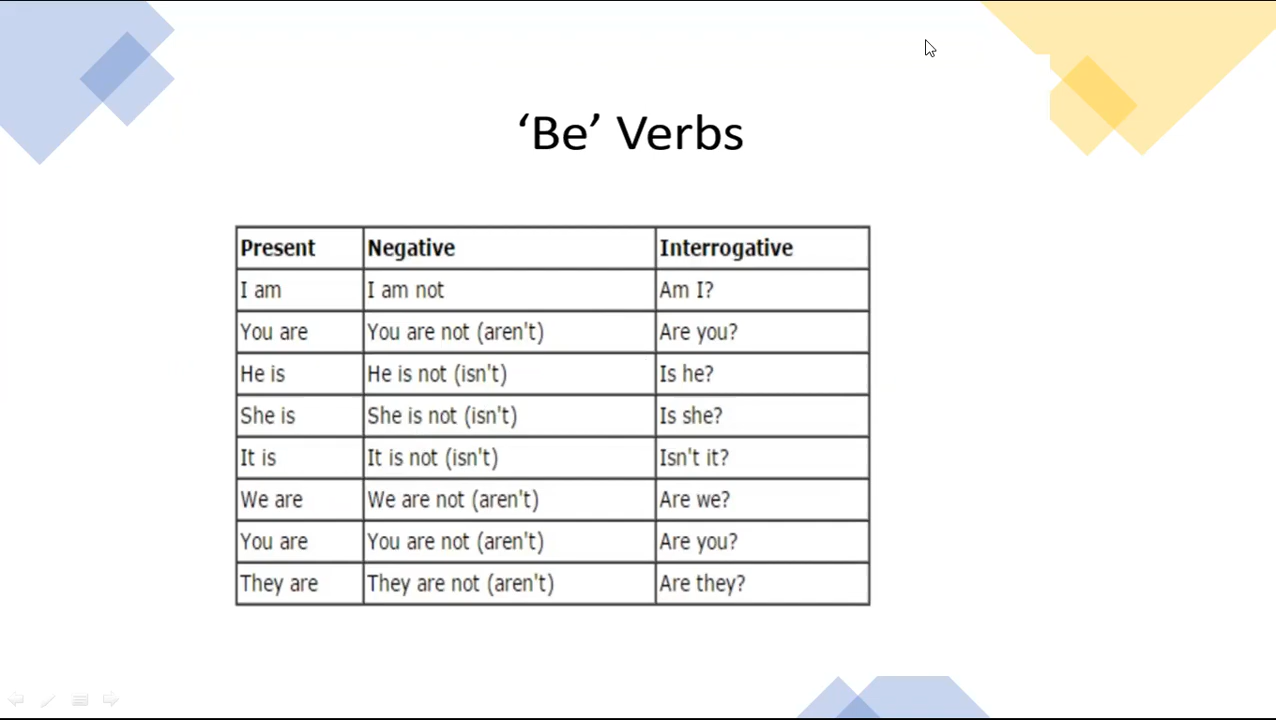 ‘Be’ Verbs
Present Negative Interrogative
I am I am not Am I?
You are You are not (aren't) Are you?
He is He is not (isn't) Is he?
She is She is not (isn't) Is she?
It is It is not (isn't) Isn't it?
We are We are not (aren't) Are we?
You are You are not (aren't) Are you?
They are They are not (aren't) Are they?